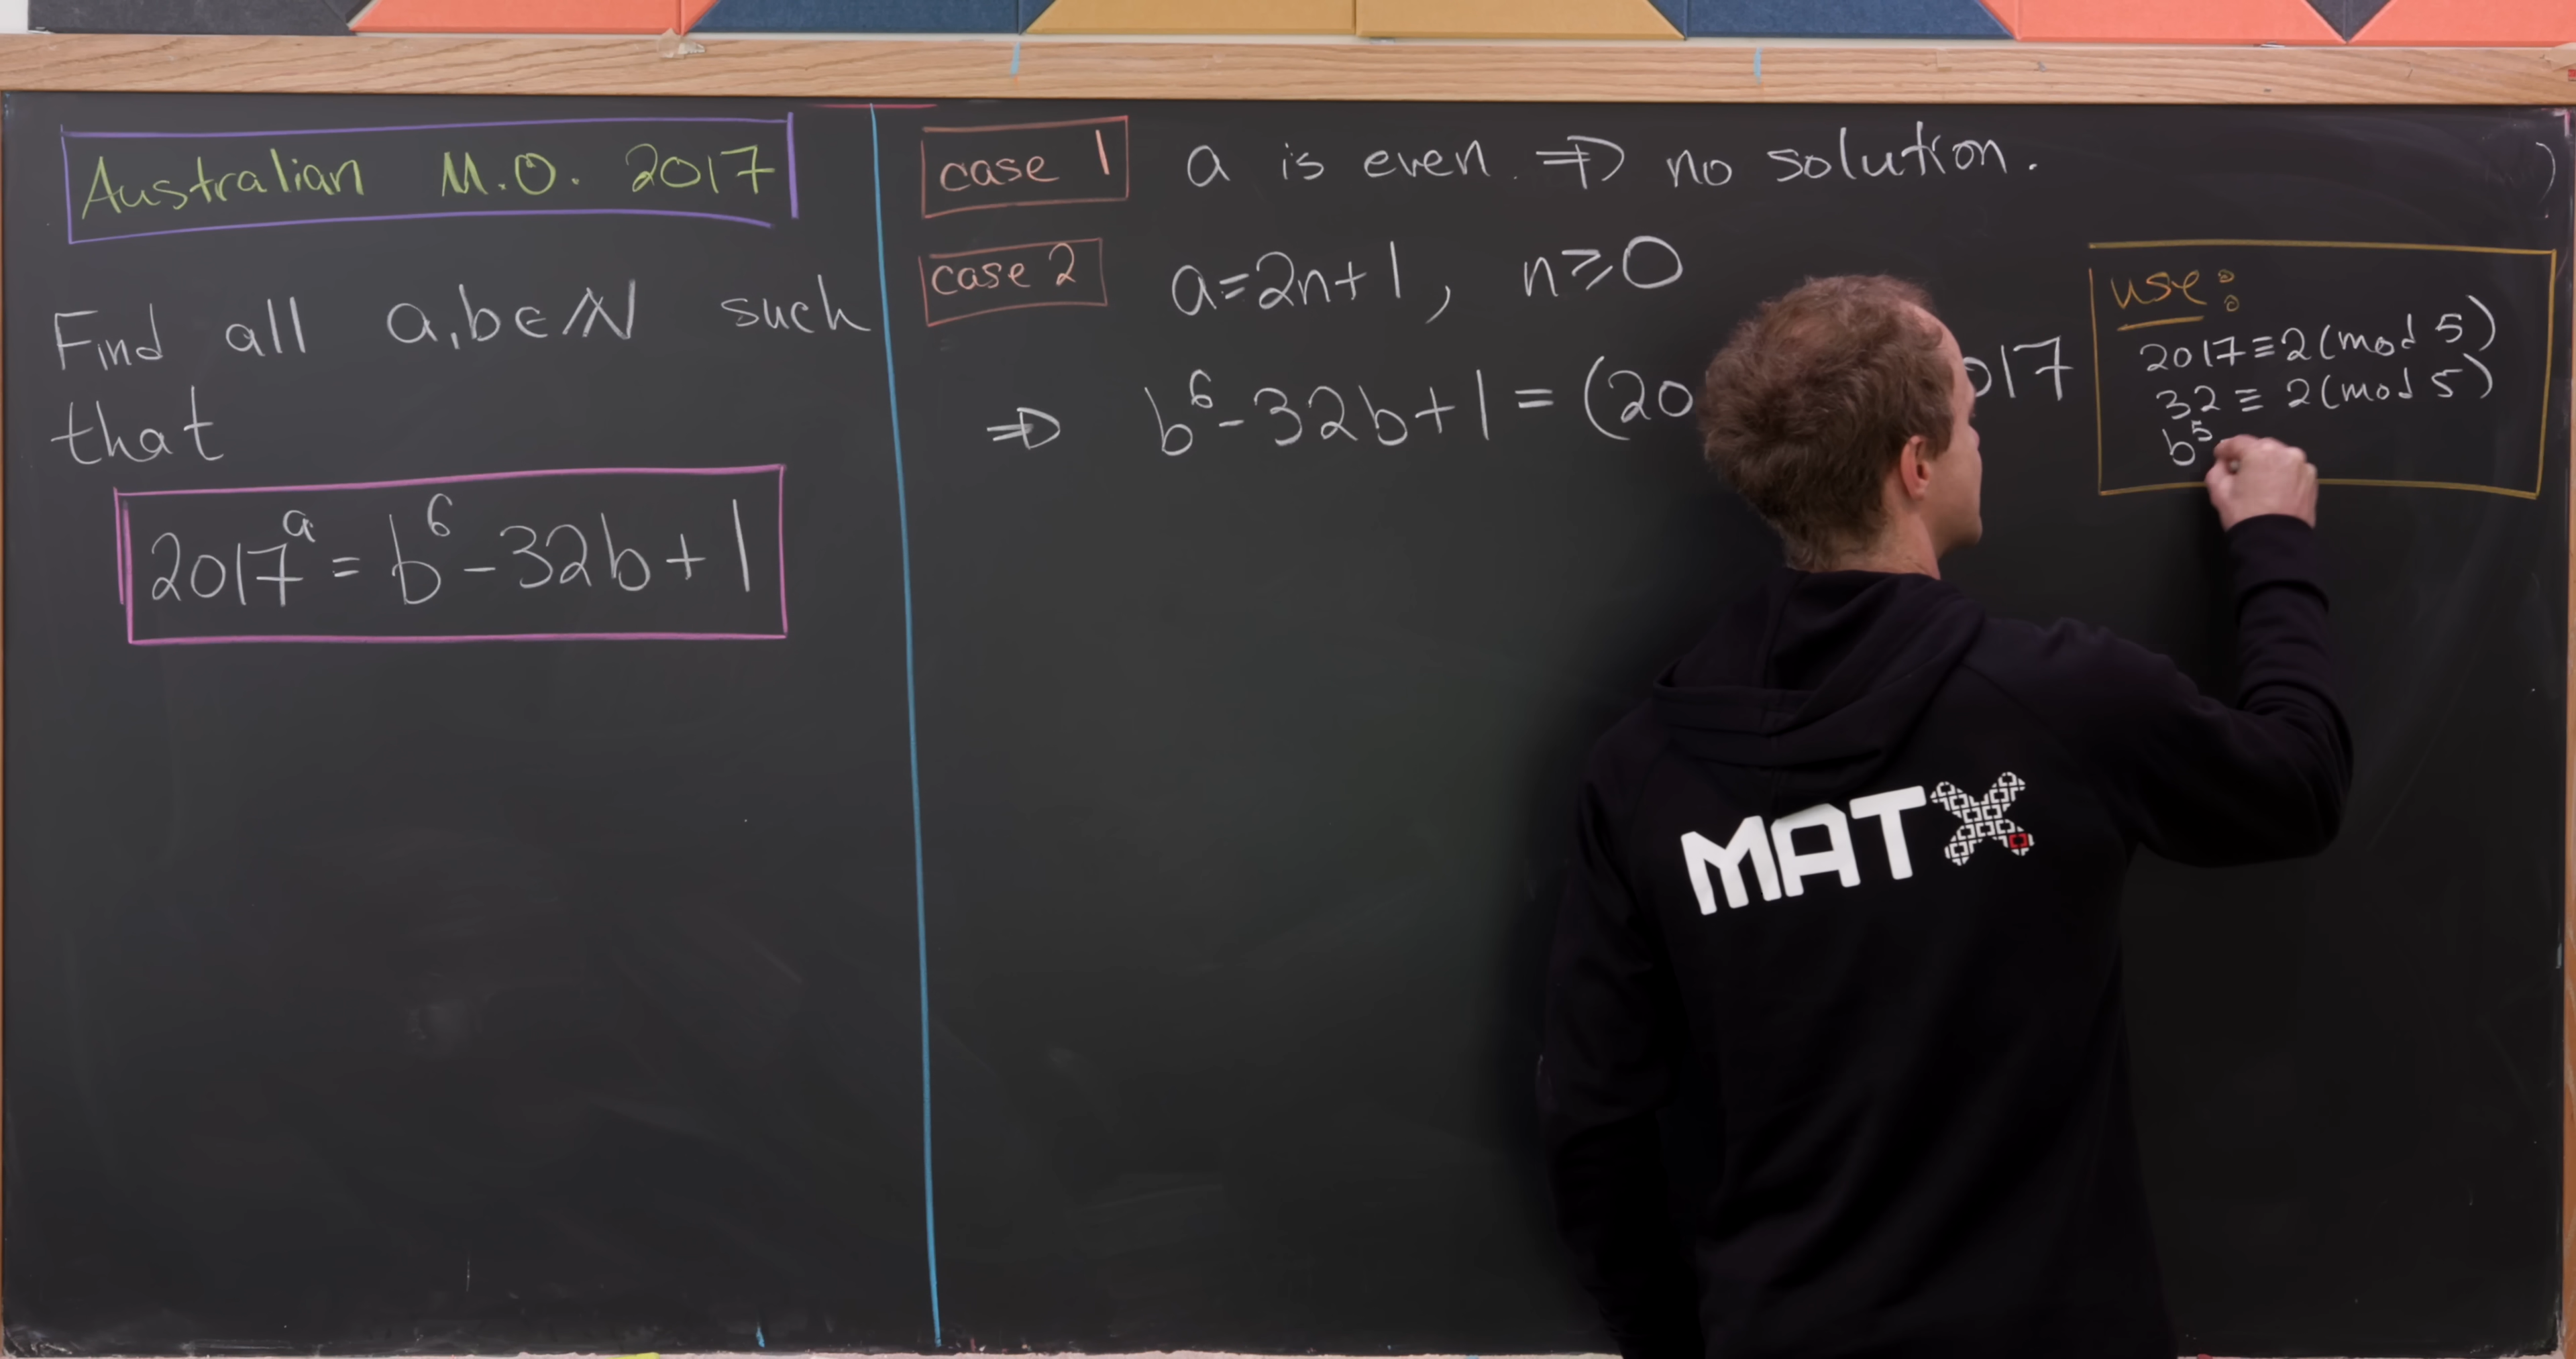 Australian M.O. 2017
Find all a,b∈ℕ such
that
2017^a = b^6 - 32b + 1
case 1 a is even. ⇒ no solution.
case 2 a=2n+1, n≥0
⇒ b^6 - 32b + 1 = (20 017
use:
2017 ≡ 2 (mod 5)
32 ≡ 2 (mod 5)
b^5
MATX